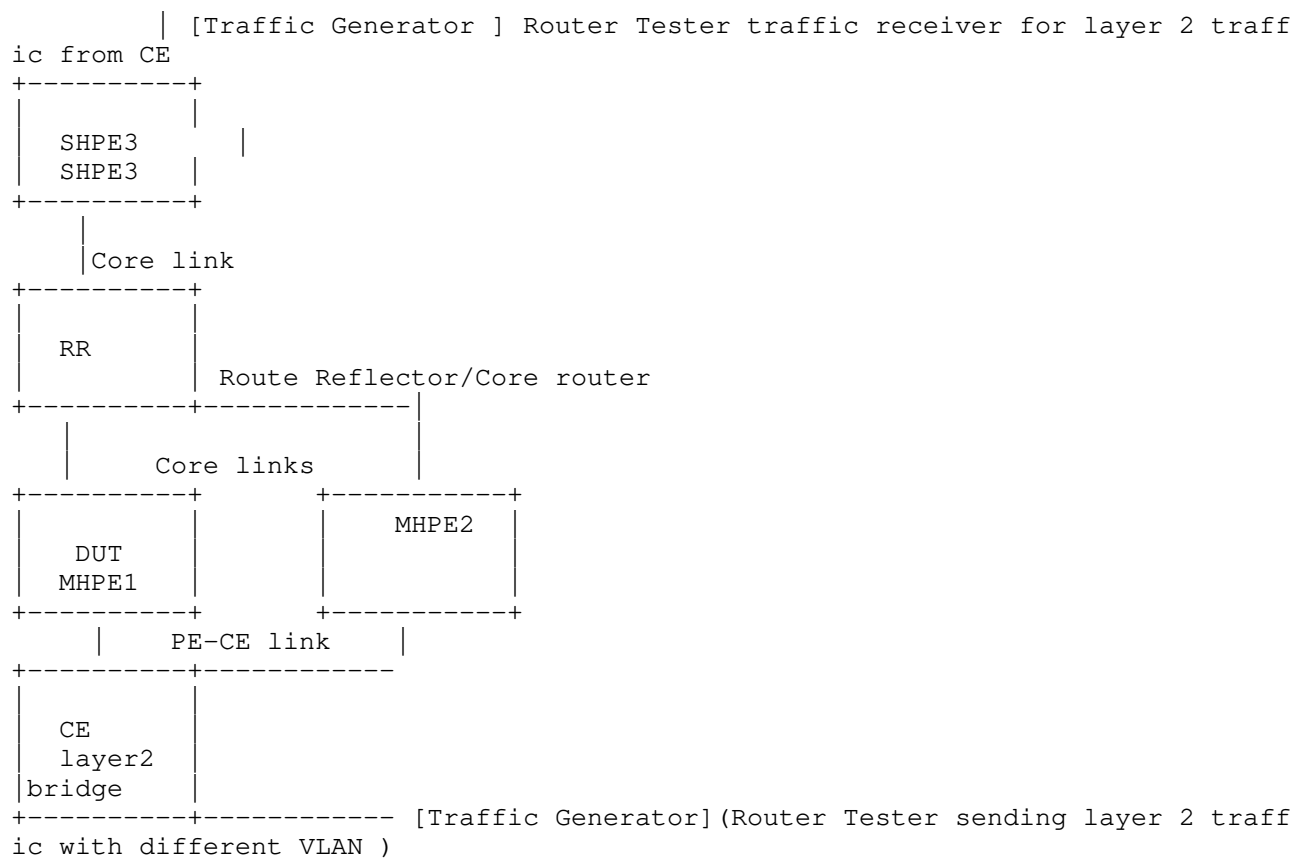 [Traffic Generator ] Router Tester traffic receiver for layer 2 traff
ic from CE
SHPE3
SHPE3
Core link
RR
Route Reflector/Core router
Core links
MHPE2
DUT
MHPE1
PE-CE link
CE
layer2
bridge
[Traffic Generator](Router Tester sending layer 2 traff
ic with different VLAN )